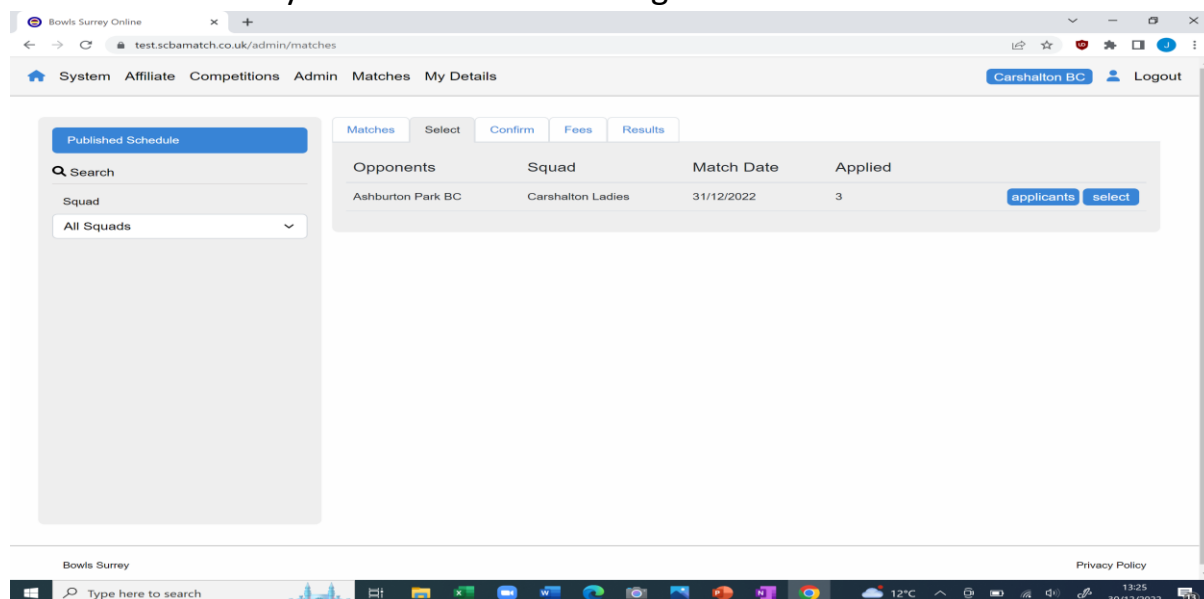 Bowls Surrey Online
test.scbamatch.co.uk/admin/matches
System Affiliate Competitions Admin Matches My Details Carshalton BC Logout
Published Schedule
Search
Squad
All Squads
Matches Select Confirm Fees Results
Opponents Squad Match Date Applied
Ashburton Park BC Carshalton Ladies 31/12/2022 3 applicants select
Bowls Surrey Privacy Policy
Type here to search 12°C 13:25
30/12/2022